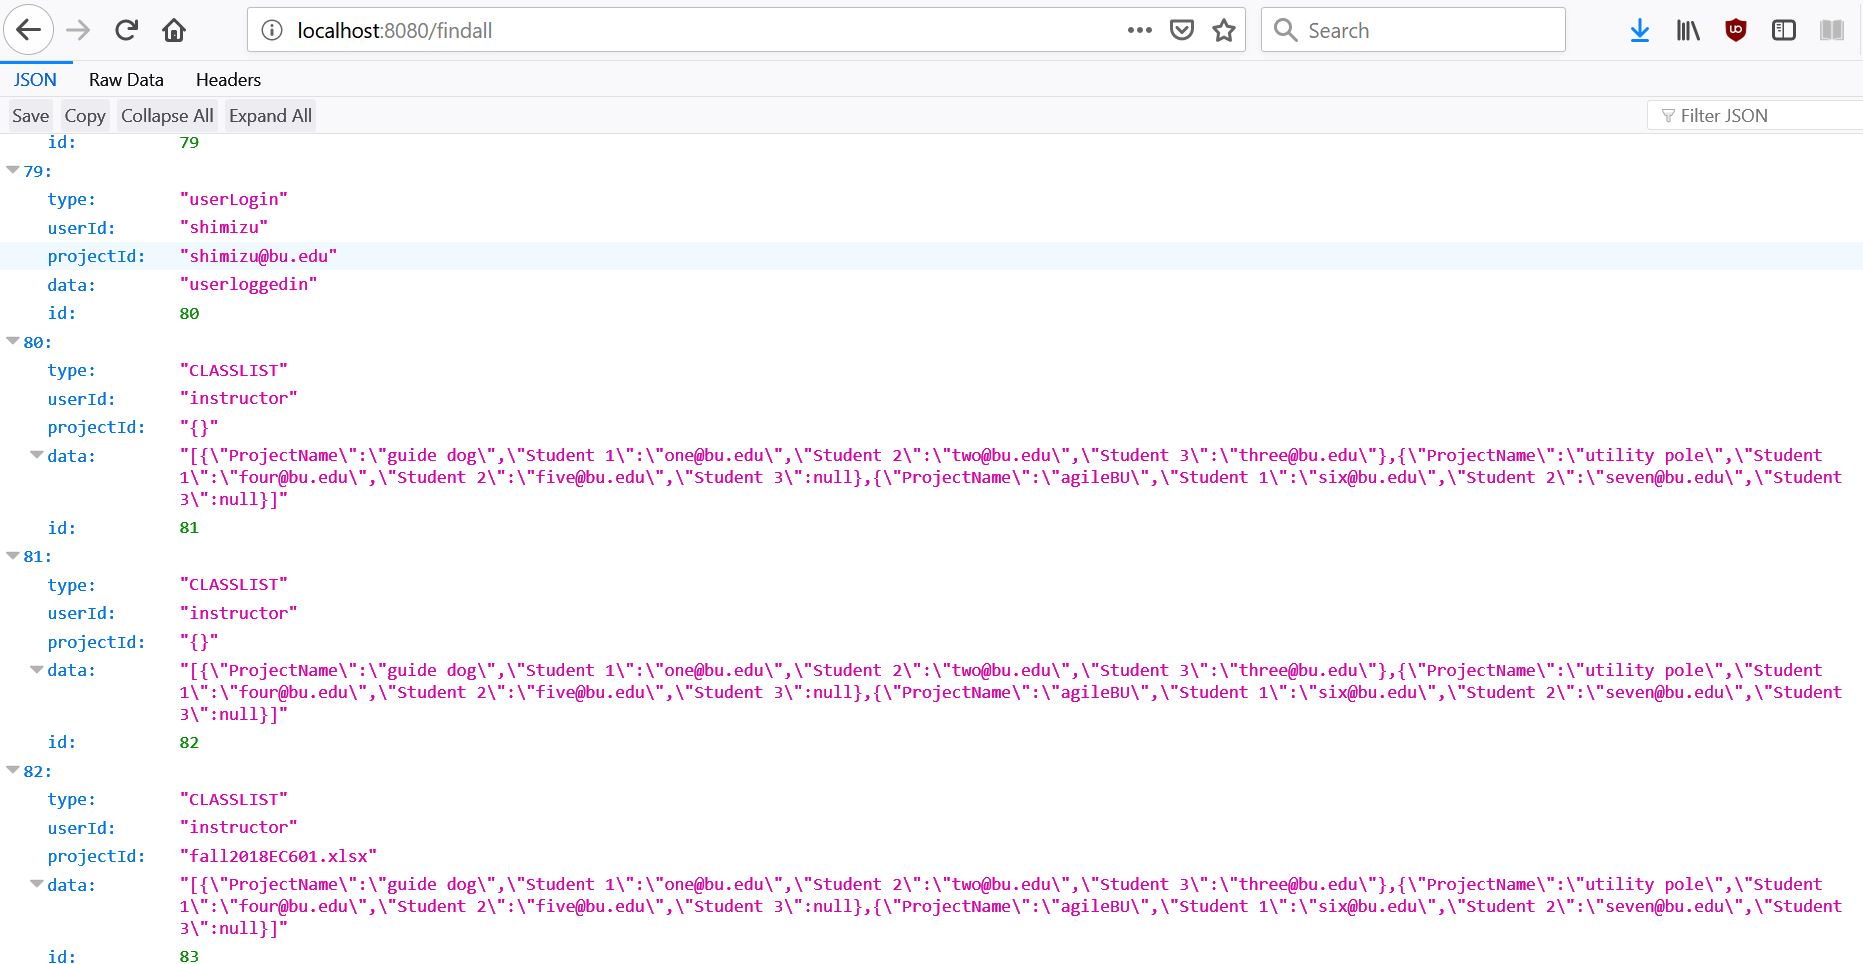 localhost:8080/findall
Search
JSON Raw Data Headers
Save Copy Collapse All Expand All Filter JSON
id: 79
79:
type: "userLogin"
userId: "shimizu"
projectId: "shimizu@bu.edu"
data: "userloggedin"
id: 80
80:
type: "CLASSLIST"
userId: "instructor"
projectId: "{}"
data: "[{\"ProjectName\":\"guide dog\",\"Student 1\":\"one@bu.edu\",\"Student 2\":\"two@bu.edu\",\"Student 3\":\"three@bu.edu\"},{\"ProjectName\":\"utility pole\",\"Student
1\":\"four@bu.edu\",\"Student 2\":\"five@bu.edu\",\"Student 3\":null},{\"ProjectName\":\"agileBU\",\"Student 1\":\"six@bu.edu\",\"Student 2\":\"seven@bu.edu\",\"Student
3\":null}]"
id: 81
81:
type: "CLASSLIST"
userId: "instructor"
projectId: "{}"
data: "[{\"ProjectName\":\"guide dog\",\"Student 1\":\"one@bu.edu\",\"Student 2\":\"two@bu.edu\",\"Student 3\":\"three@bu.edu\"},{\"ProjectName\":\"utility pole\",\"Student
1\":\"four@bu.edu\",\"Student 2\":\"five@bu.edu\",\"Student 3\":null},{\"ProjectName\":\"agileBU\",\"Student 1\":\"six@bu.edu\",\"Student 2\":\"seven@bu.edu\",\"Student
3\":null}]"
id: 82
82:
type: "CLASSLIST"
userId: "instructor"
projectId: "fall2018EC601.xlsx"
data: "[{\"ProjectName\":\"guide dog\",\"Student 1\":\"one@bu.edu\",\"Student 2\":\"two@bu.edu\",\"Student 3\":\"three@bu.edu\"},{\"ProjectName\":\"utility pole\",\"Student
1\":\"four@bu.edu\",\"Student 2\":\"five@bu.edu\",\"Student 3\":null},{\"ProjectName\":\"agileBU\",\"Student 1\":\"six@bu.edu\",\"Student 2\":\"seven@bu.edu\",\"Student
3\":null}]"
id: 83